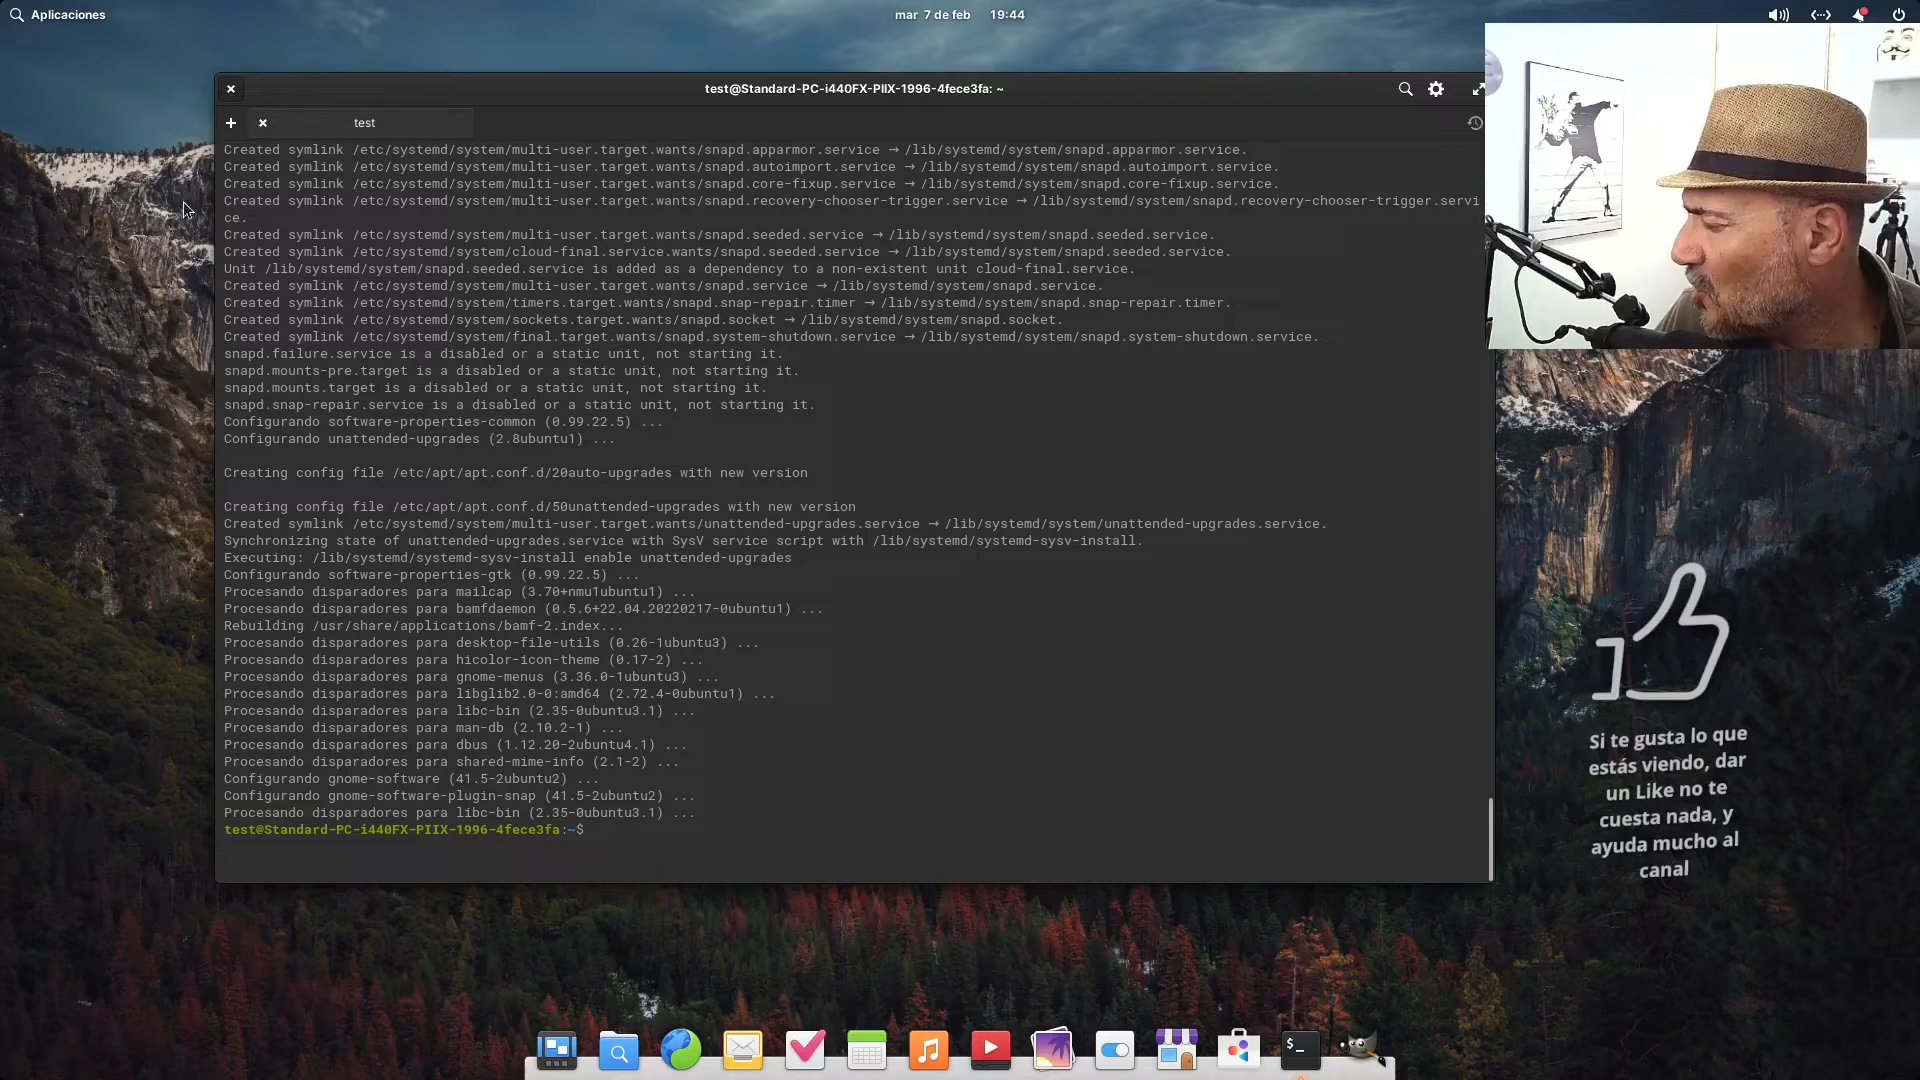 Aplicaciones
mar 7 de feb 19:44
test@Standard-PC-i440FX-PIIX-1996-4fece3fa: ~
test
Created symlink /etc/systemd/system/multi-user.target.wants/snapd.apparmor.service → /lib/systemd/system/snapd.apparmor.service.
Created symlink /etc/systemd/system/multi-user.target.wants/snapd.autoimport.service → /lib/systemd/system/snapd.autoimport.service.
Created symlink /etc/systemd/system/multi-user.target.wants/snapd.core-fixup.service → /lib/systemd/system/snapd.core-fixup.service.
Created symlink /etc/systemd/system/multi-user.target.wants/snapd.recovery-chooser-trigger.service → /lib/systemd/system/snapd.recovery-chooser-trigger.servi
ce.
Created symlink /etc/systemd/system/multi-user.target.wants/snapd.seeded.service → /lib/systemd/system/snapd.seeded.service.
Created symlink /etc/systemd/system/cloud-final.service.wants/snapd.seeded.service → /lib/systemd/system/snapd.seeded.service.
Unit /lib/systemd/system/snapd.seeded.service is added as a dependency to a non-existent unit cloud-final.service.
Created symlink /etc/systemd/system/multi-user.target.wants/snapd.service → /lib/systemd/system/snapd.service.
Created symlink /etc/systemd/system/timers.target.wants/snapd.snap-repair.timer → /lib/systemd/system/snapd.snap-repair.timer.
Created symlink /etc/systemd/system/sockets.target.wants/snapd.socket → /lib/systemd/system/snapd.socket.
Created symlink /etc/systemd/system/final.target.wants/snapd.system-shutdown.service → /lib/systemd/system/snapd.system-shutdown.service.
snapd.failure.service is a disabled or a static unit, not starting it.
snapd.mounts-pre.target is a disabled or a static unit, not starting it.
snapd.mounts.target is a disabled or a static unit, not starting it.
snapd.snap-repair.service is a disabled or a static unit, not starting it.
Configurando software-properties-common (0.99.22.5) ...
Configurando unattended-upgrades (2.8ubuntu1) ...
Creating config file /etc/apt/apt.conf.d/20auto-upgrades with new version
Creating config file /etc/apt/apt.conf.d/50unattended-upgrades with new version
Created symlink /etc/systemd/system/multi-user.target.wants/unattended-upgrades.service → /lib/systemd/system/unattended-upgrades.service.
Synchronizing state of unattended-upgrades.service with SysV service script with /lib/systemd/systemd-sysv-install.
Executing: /lib/systemd/systemd-sysv-install enable unattended-upgrades
Configurando software-properties-gtk (0.99.22.5) ...
Procesando disparadores para mailcap (3.70+nmu1ubuntu1) ...
Procesando disparadores para bamfdaemon (0.5.6+22.04.20220217-0ubuntu1) ...
Rebuilding /usr/share/applications/bamf-2.index...
Procesando disparadores para desktop-file-utils (0.26-1ubuntu3) ...
Procesando disparadores para hicolor-icon-theme (0.17-2) ...
Procesando disparadores para gnome-menus (3.36.0-1ubuntu3) ...
Procesando disparadores para libglib2.0-0:amd64 (2.72.4-0ubuntu1) ...
Procesando disparadores para libc-bin (2.35-0ubuntu3.1) ...
Procesando disparadores para man-db (2.10.2-1) ...
Procesando disparadores para dbus (1.12.20-2ubuntu4.1) ...
Procesando disparadores para shared-mime-info (2.1-2) ...
Configurando gnome-software (41.5-2ubuntu2) ...
Configurando gnome-software-plugin-snap (41.5-2ubuntu2) ...
Procesando disparadores para libc-bin (2.35-0ubuntu3.1) ...
test@Standard-PC-i440FX-PIIX-1996-4fece3fa:~$
Si te gusta lo que
estás viendo, dar
un Like no te
cuesta nada, y
ayuda mucho al
canal